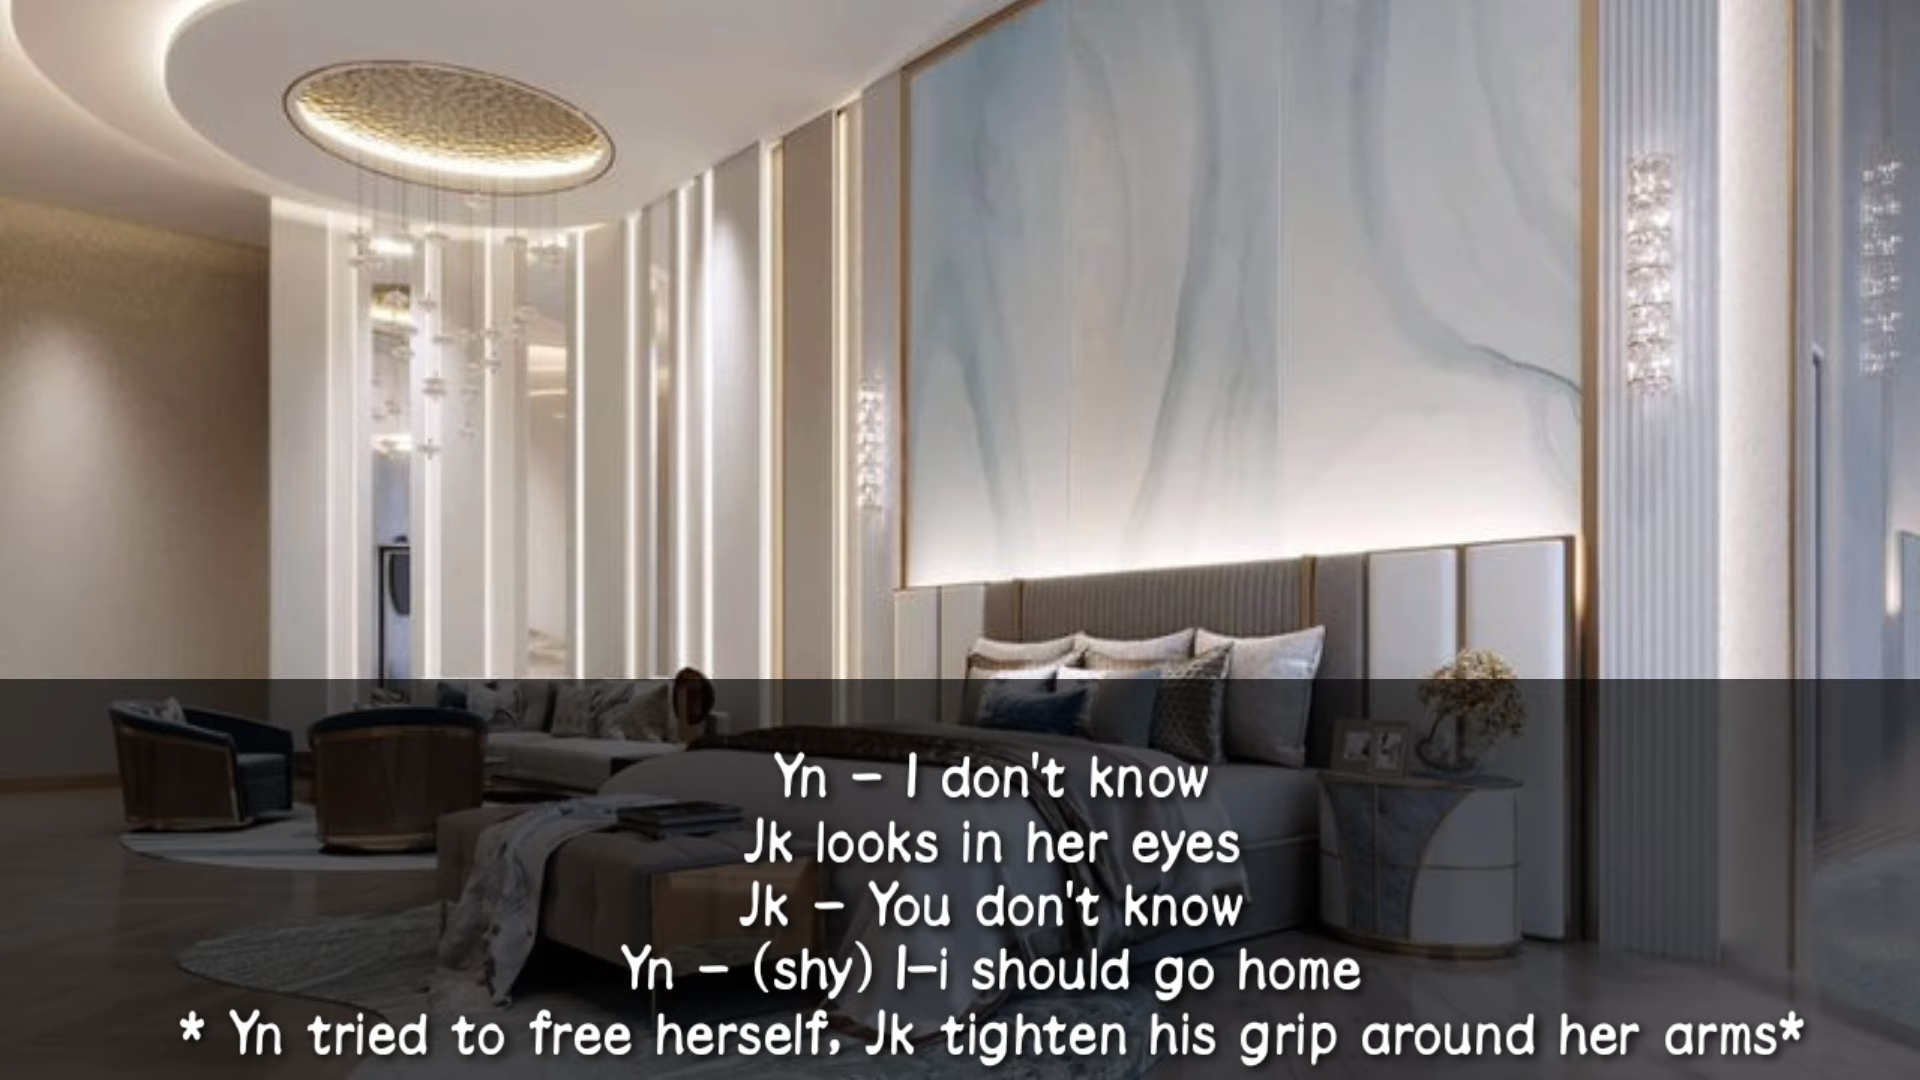 Yn - I don't know
Jk looks in her eyes
Jk - You don't know
Yn - (shy) I-i should go home
* Yn tried to free herself, Jk tighten his grip around her arms*